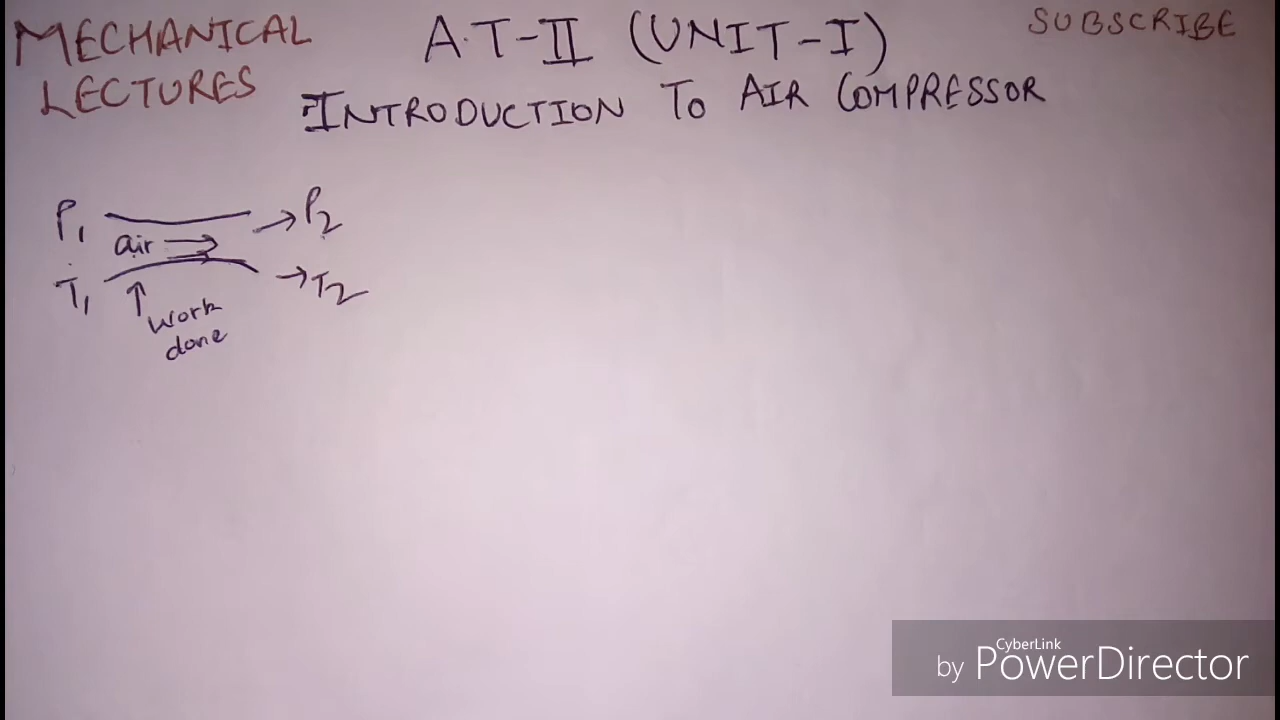 MECHANICAL
LECTURES
A.T-II (UNIT-I)
SUBSCRIBE
INTRODUCTION TO AIR COMPRESSOR
P1 → P2
air
T1 → T2
work
done
CyberLink
by PowerDirector